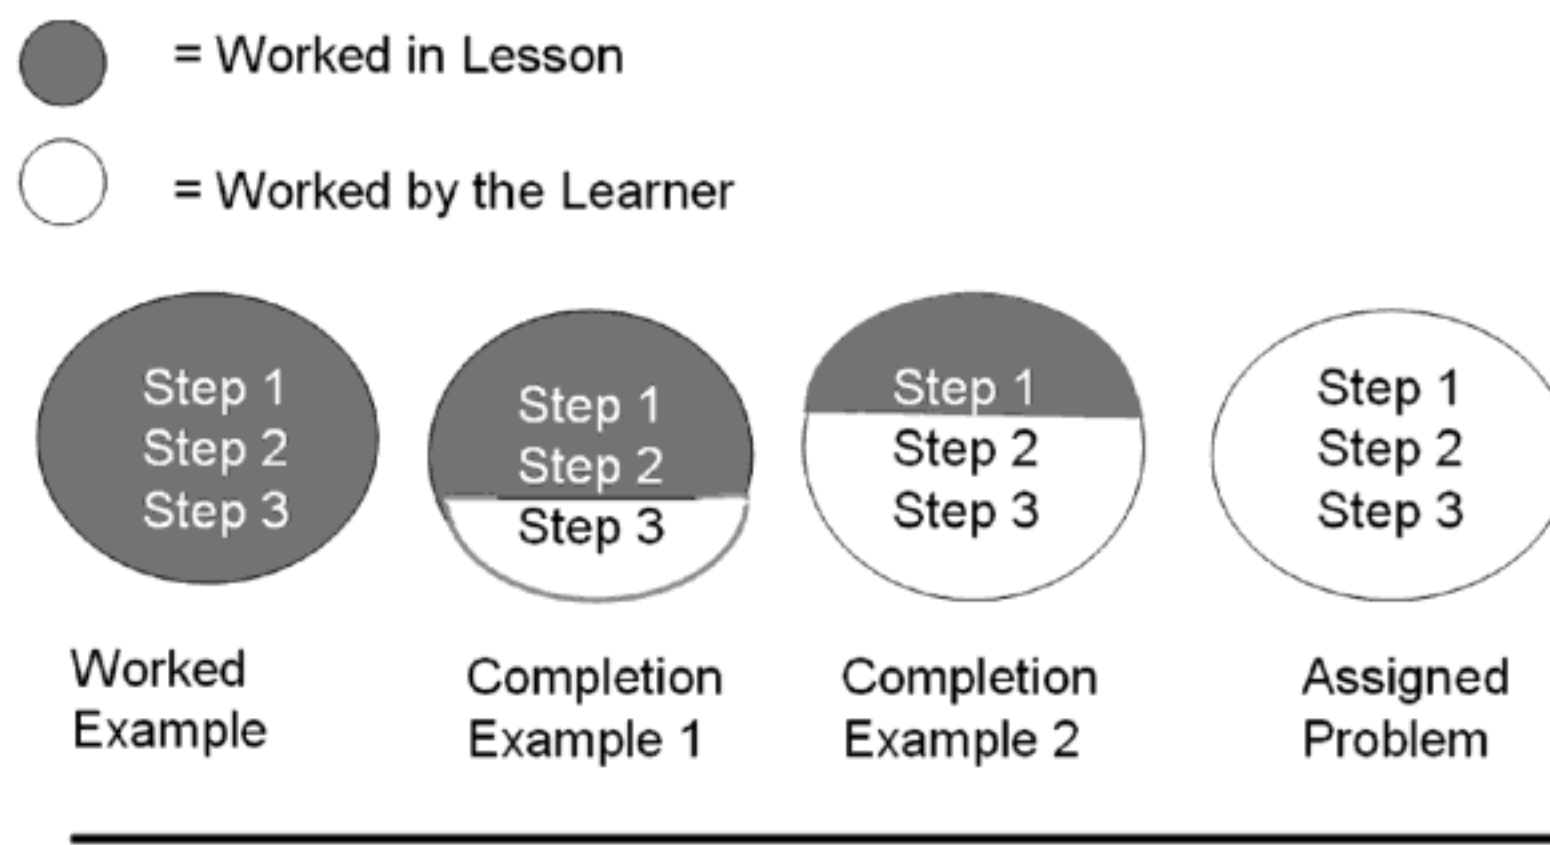 = Worked in Lesson
= Worked by the Learner
Step 1
Step 2
Step 3
Worked
Example
Step 1
Step 2
Step 3
Completion
Example 1
Step 1
Step 2
Step 3
Completion
Example 2
Step 1
Step 2
Step 3
Assigned
Problem